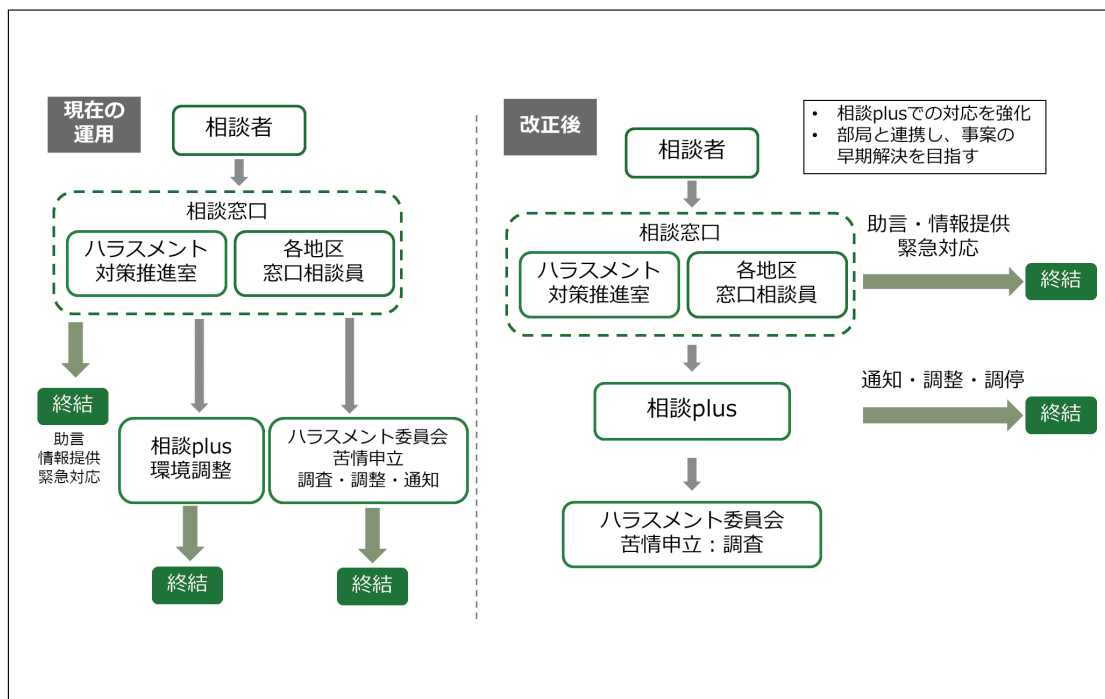 現在の
運用
相談者
相談窓口
ハラスメント
対策推進室
各地区
窓口相談員
終結
助言
情報提供
緊急対応
相談plus
環境調整
ハラスメント委員会
苦情申立
調査・調整・通知
終結
終結
改正後
相談者
• 相談plusでの対応を強化
• 部局と連携し、事案の
早期解決を目指す
相談窓口
ハラスメント
対策推進室
各地区
窓口相談員
助言・情報提供
緊急対応
終結
相談plus
通知・調整・調停
終結
ハラスメント委員会
苦情申立：調査